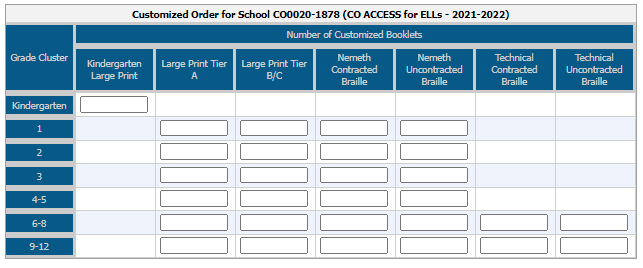 Customized Order for School CO0020-1878 (CO ACCESS for ELLs - 2021-2022)
Grade Cluster
Number of Customized Booklets
Kindergarten Large Print
Large Print Tier A
Large Print Tier B/C
Nemeth Contracted Braille
Nemeth Uncontracted Braille
Technical Contracted Braille
Technical Uncontracted Braille
Kindergarten
1
2
3
4-5
6-8
9-12